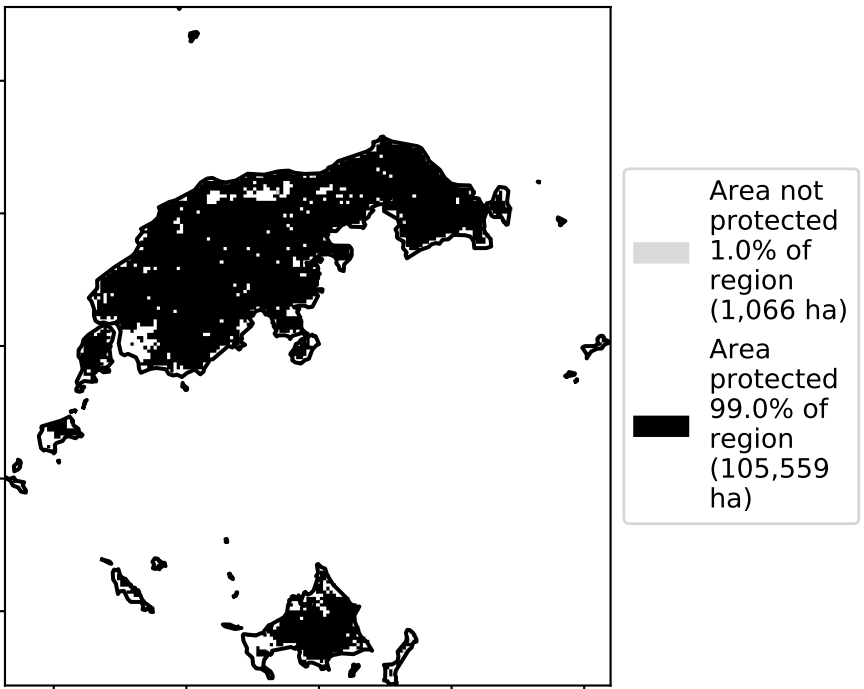 Area not
protected
1.0% of
region
(1,066 ha)
Area
protected
99.0% of
region
(105,559
ha)